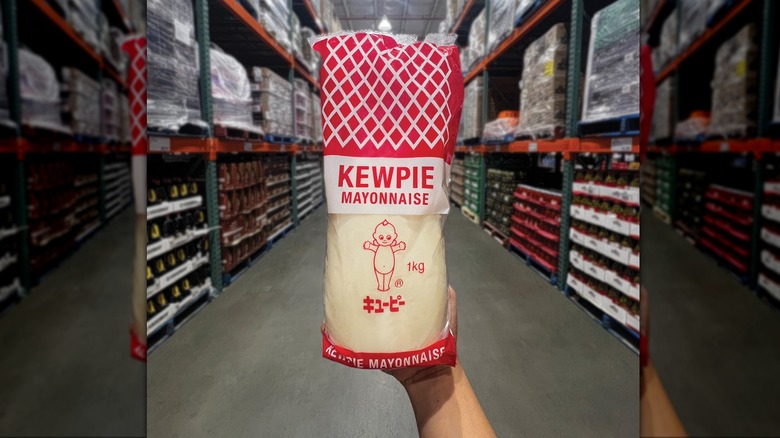 KEWPIE
MAYONNAISE
1kg
®
キユーピー
KEWPIE MAYONNAISE